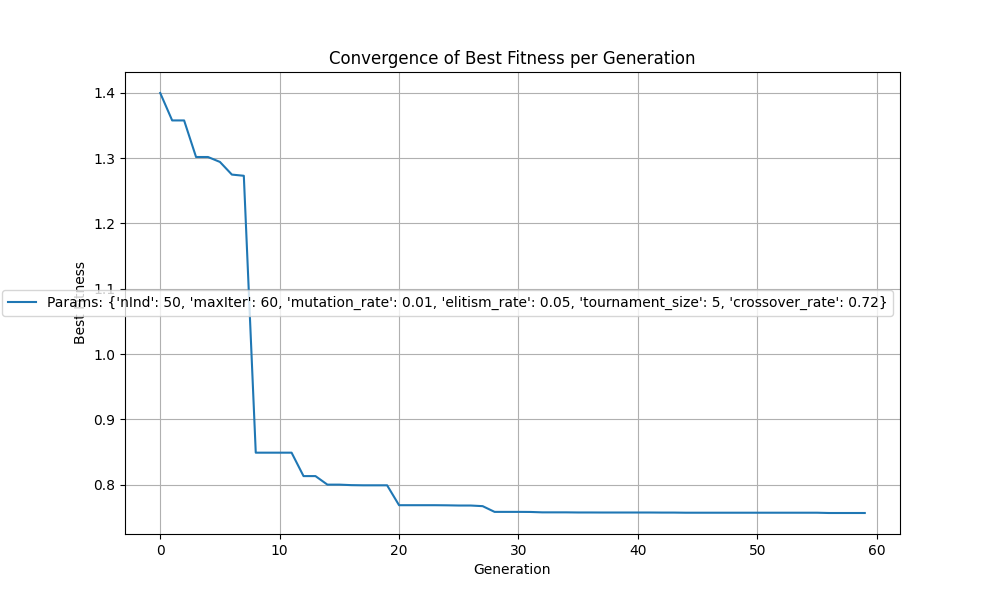 Convergence of Best Fitness per Generation
1.4
1.3
1.2
1.1
1.0
0.9
0.8
Best
Params: {'nInd': 50, 'maxIter': 60, 'mutation_rate': 0.01, 'elitism_rate': 0.05, 'tournament_size': 5, 'crossover_rate': 0.72}
0 10 20 30 40 50 60
Generation